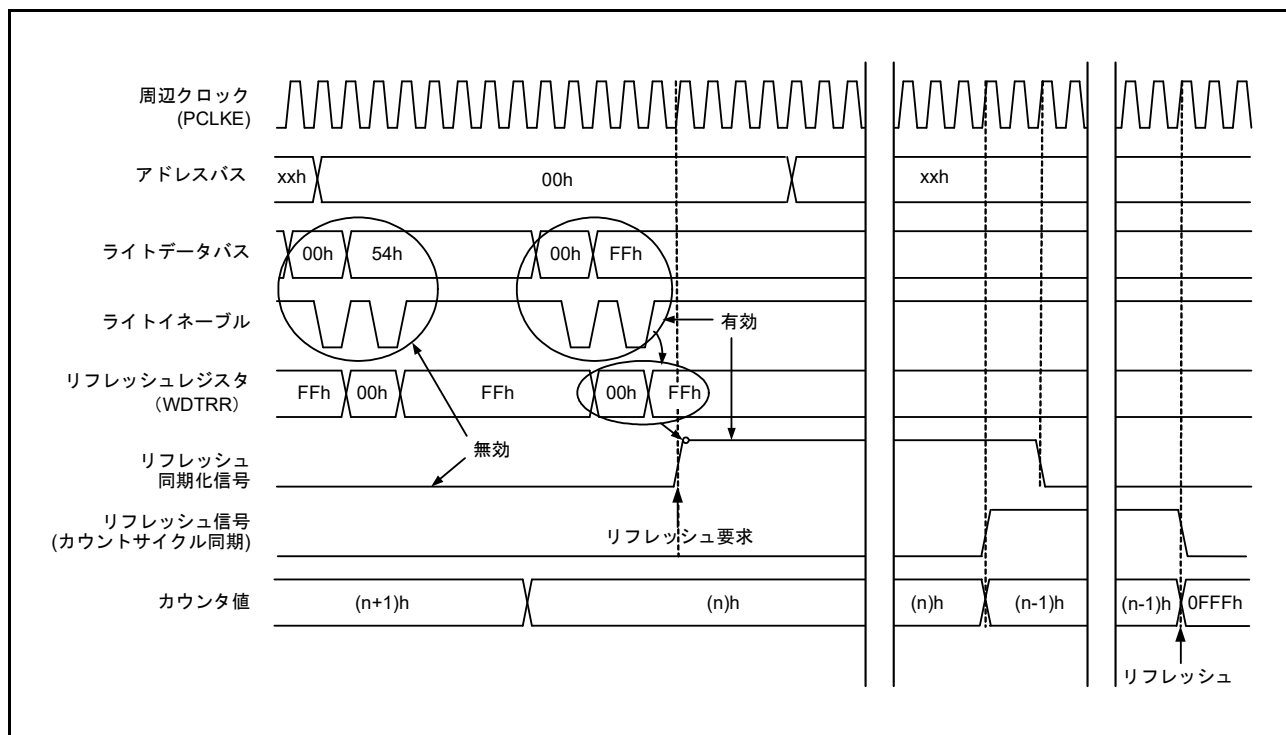 周辺クロック
(PCLKE)
アドレスバス
xxh
00h
xxh
ライトデータバス
00h
54h
00h
FFh
ライトイネーブル
有効
リフレッシュレジスタ
（WDTRR）
FFh
00h
FFh
00h
FFh
無効
リフレッシュ
同期化信号
リフレッシュ信号
(カウントサイクル同期)
リフレッシュ要求
カウンタ値
(n+1)h
(n)h
(n)h
(n-1)h
(n-1)h
0FFFh
リフレッシュ